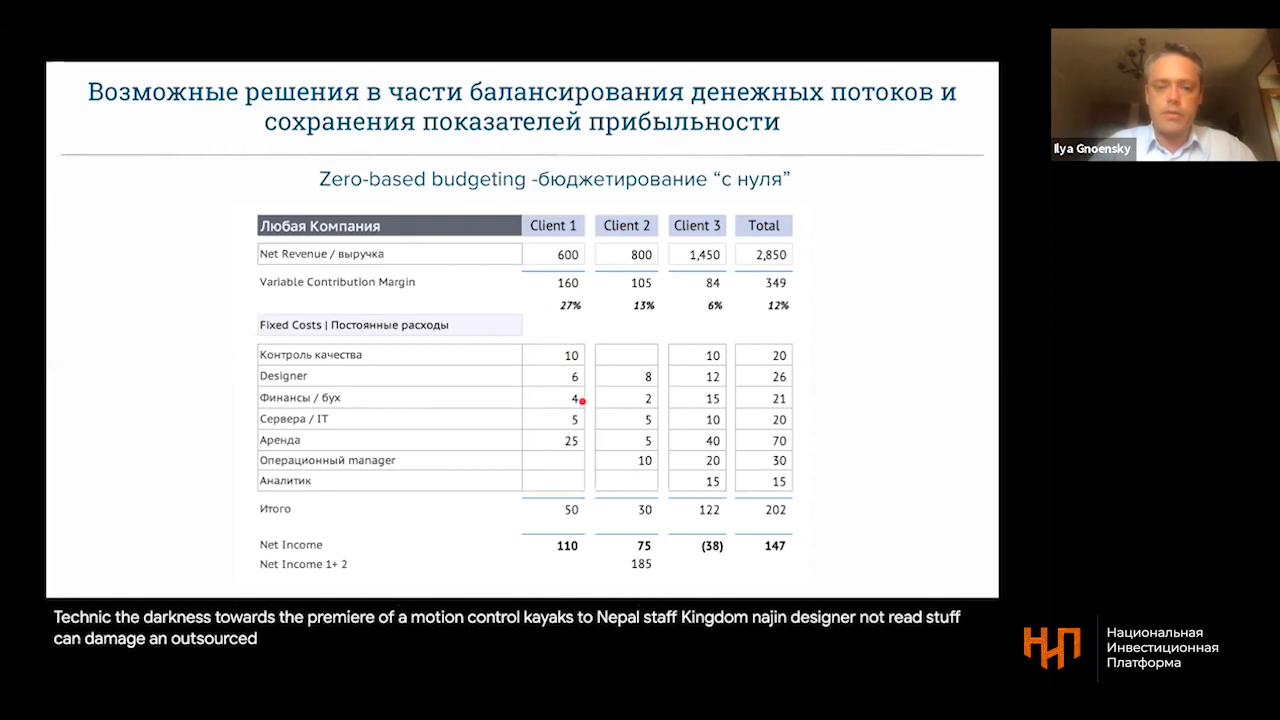 Возможные решения в части балансирования денежных потоков и
сохранения показателей прибыльности
Zero-based budgeting -бюджетирование “с нуля”
Любая Компания Client 1 Client 2 Client 3 Total
Net Revenue / выручка 600 800 1,450 2,850
Variable Contribution Margin 160 105 84 349
27% 13% 6% 12%
Fixed Costs | Постоянные расходы
Контроль качества 10 10 20
Designer 6 8 12 26
Финансы / бух 4 2 15 21
Сервера / IT 5 5 10 20
Аренда 25 5 40 70
Операционный manager 10 20 30
Аналитик 15 15
Итого 50 30 122 202
Net Income 110 75 (38) 147
Net Income 1+ 2 185
Ilya Gnoensky
Technic the darkness towards the premiere of a motion control kayaks to Nepal staff Kingdom najin designer not read stuff
can damage an outsourced
НИП
Национальная
Инвестиционная
Платформа